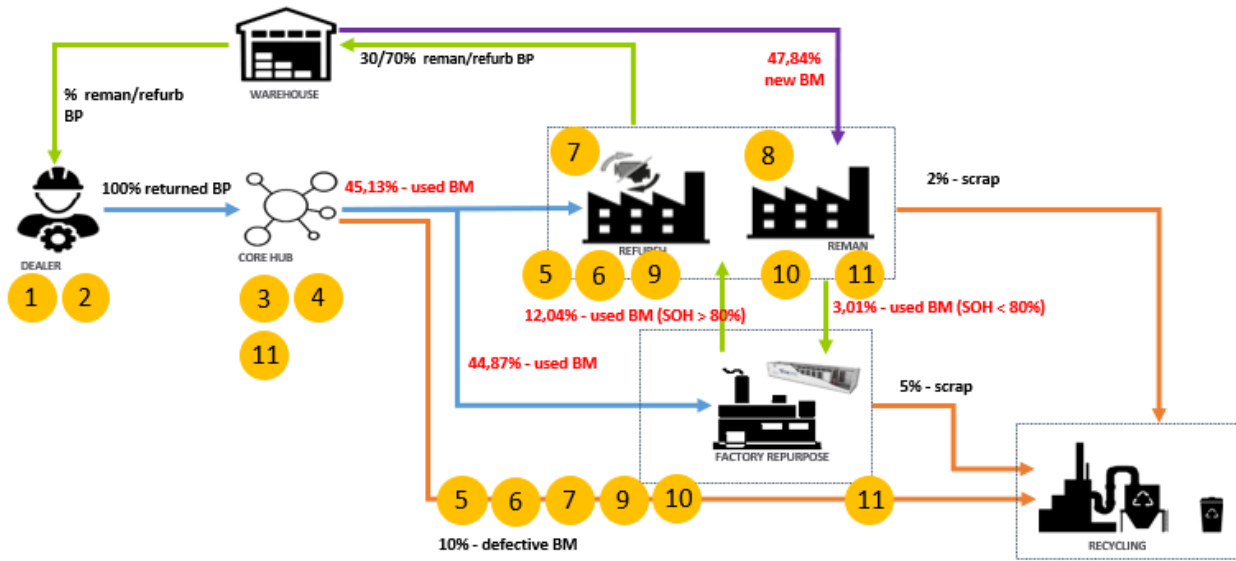 30/70% reman/refurb BP
47,84%
new BM
WAREHOUSE
% reman/refurb
BP
7
8
100% returned BP
45,13% - used BM
2% - scrap
DEALER
CORE HUB
REFURSH
REMAN
1
2
3
4
5
6
9
10
11
12,04% - used BM (SOH > 80%)
3,01% - used BM (SOH < 80%)
11
44,87% - used BM
5% - scrap
FACTORY REPURPOSE
5
6
7
9
10
11
10% - defective BM
RECYCLING